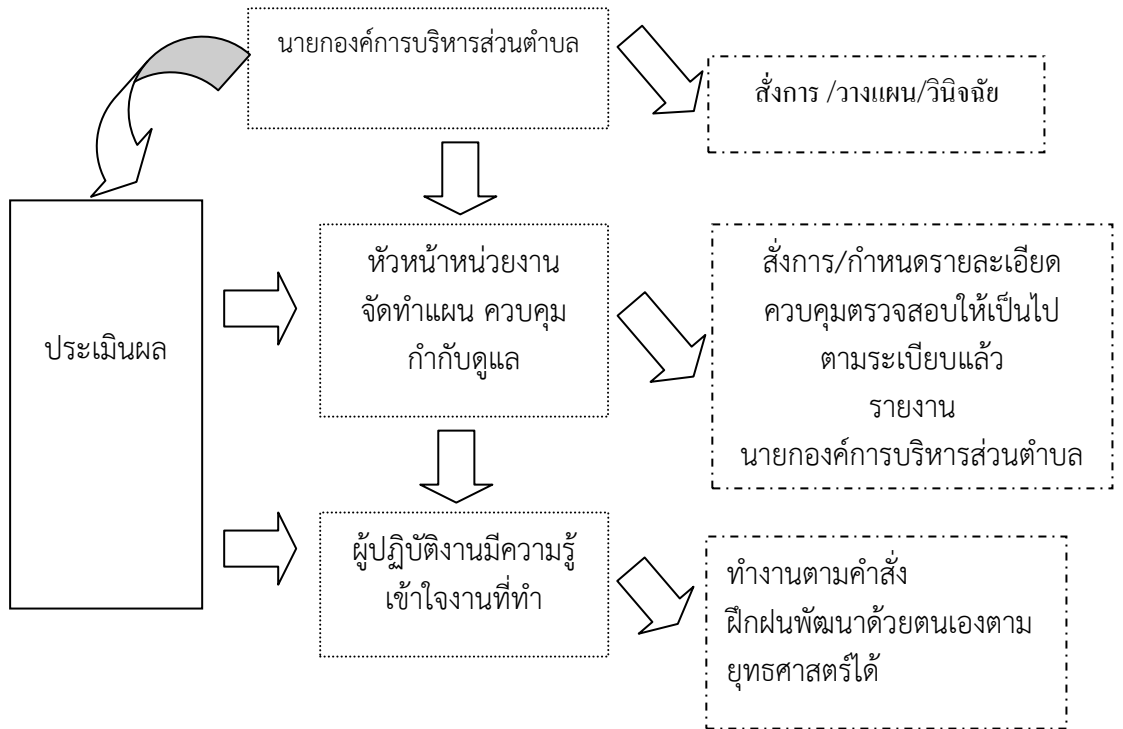 นายกองค์การบริหารส่วนตำบล
สั่งการ /วางแผน/วินิจฉัย
ประเมินผล
หัวหน้าหน่วยงาน
จัดทำแผน ควบคุม
กำกับดูแล
สั่งการ/กำหนดรายละเอียด
ควบคุมตรวจสอบให้เป็นไป
ตามระเบียบแล้ว
รายงาน
นายกองค์การบริหารส่วนตำบล
ผู้ปฏิบัติงานมีความรู้
เข้าใจงานที่ทำ
ทำงานตามคำสั่ง
ฝึกฝนพัฒนาด้วยตนเองตาม
ยุทธศาสตร์ได้